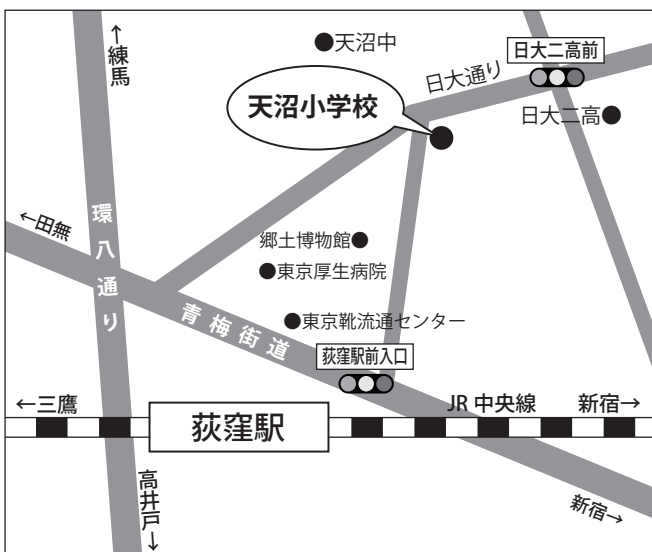 ↑練馬
●天沼中
日大二高前
日大通り
天沼小学校
日大二高●
←田無
環八通り
郷土博物館●
●東京厚生病院
青梅街道
●東京靴流通センター
荻窪駅前入口
←三鷹
JR 中央線
新宿→
荻窪駅
高井戸→
新宿→